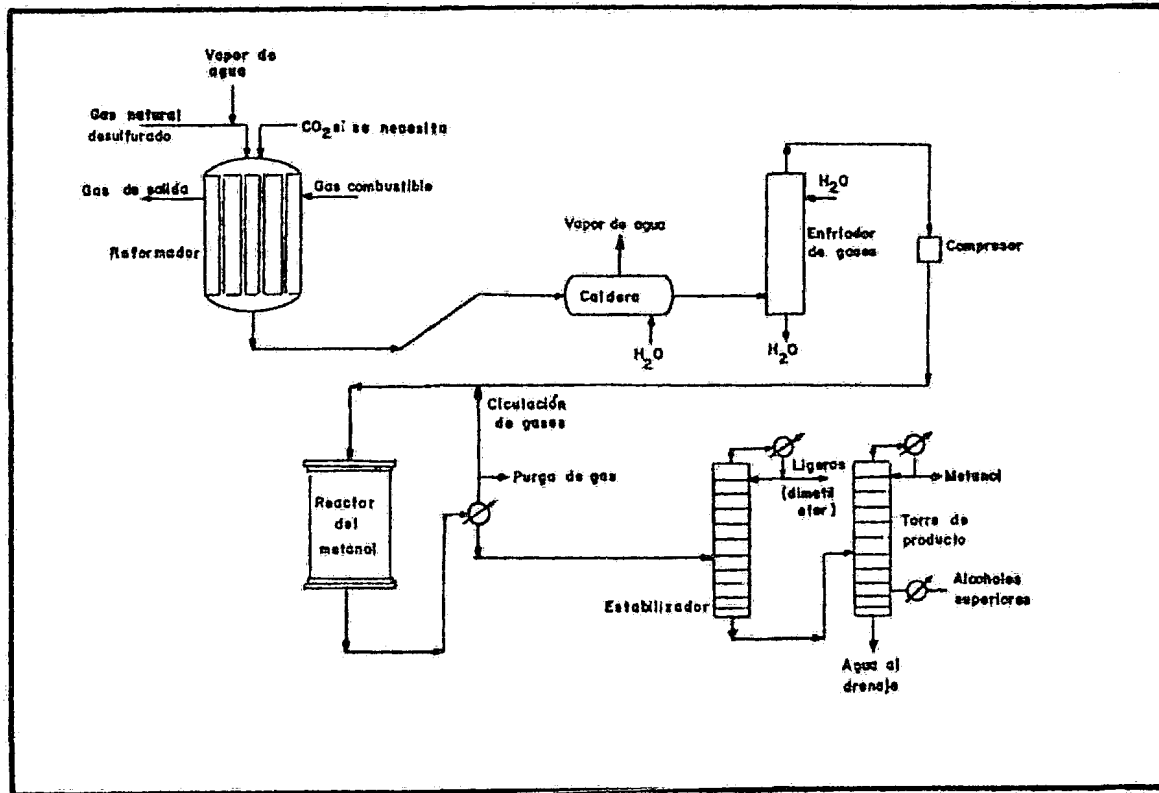 Vapor de
agua
Gas natural
desulfurado
CO2 si se necesita
Gas de salida
Gas combustible
Reformador
Vapor de agua
Caldera
H2O
H2O
Enfriador
de gases
H2O
Compresor
Ciculación
de gases
Purga de gas
Reactor
del
metanol
Ligeros
(dimetil
eter)
Estabilizador
Metanol
Torre de
producto
Alcoholes
superiores
Agua al
drenaje